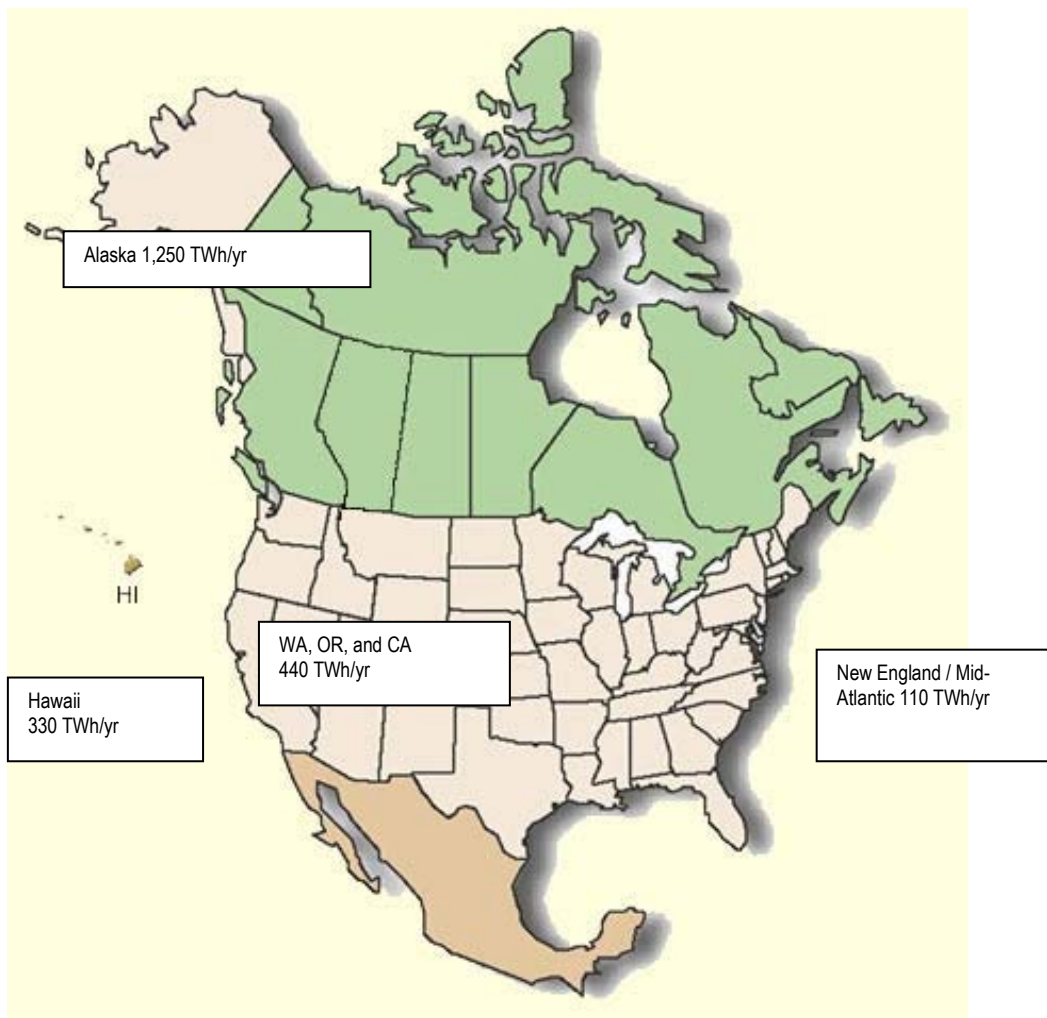 Alaska 1,250 TWh/yr
HI
WA, OR, and CA
440 TWh/yr
Hawaii
330 TWh/yr
New England / Mid-
Atlantic 110 TWh/yr